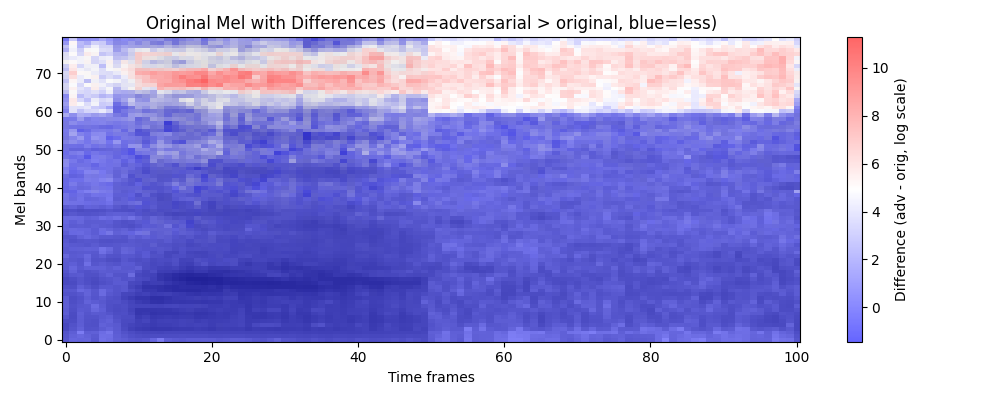 Original Mel with Differences (red=adversarial > original, blue=less)
Mel bands
70
60
50
40
30
20
10
0
0 20 40 60 80 100
Time frames
10
8
6
4
2
0
Difference (adv - orig, log scale)